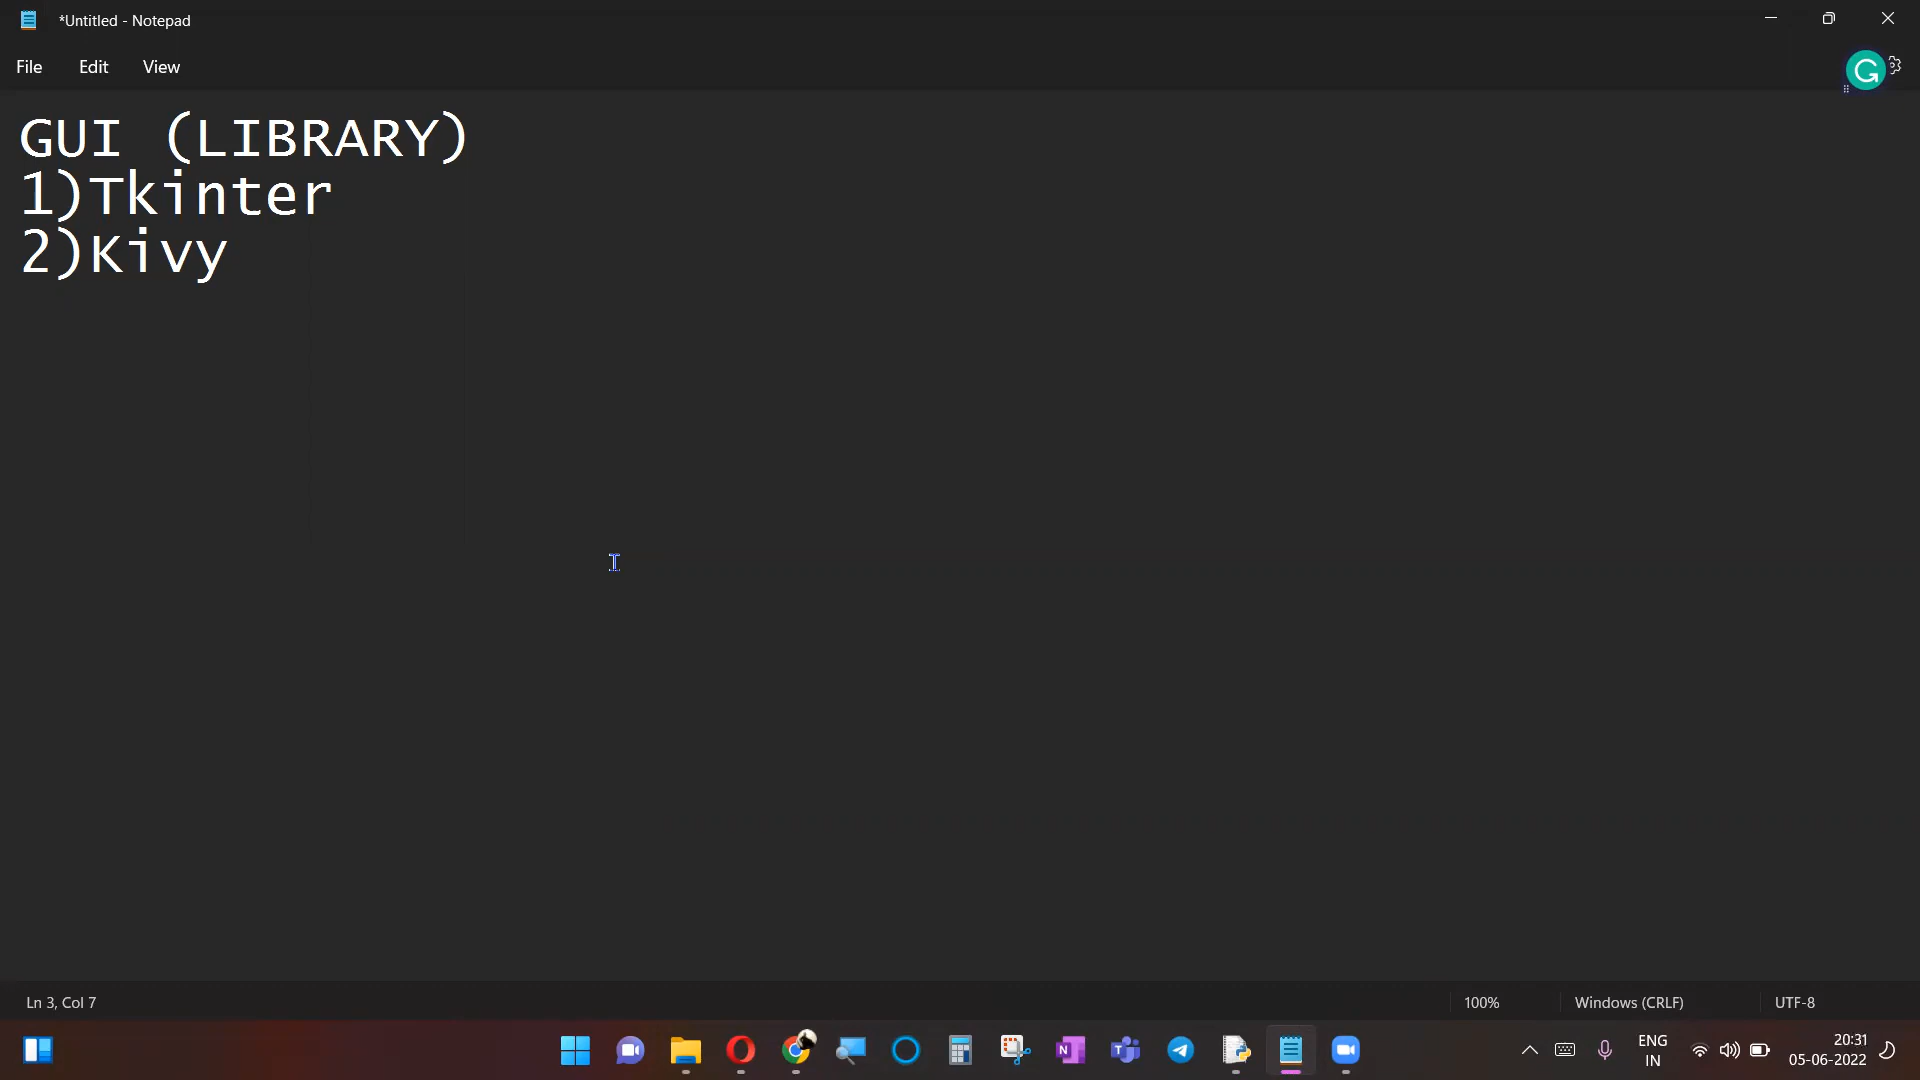 *Untitled - Notepad
File Edit View
GUI (LIBRARY)
1)Tkinter
2)Kivy
Ln 3, Col 7 100% Windows (CRLF) UTF-8
ENG 20:31
IN 05-06-2022